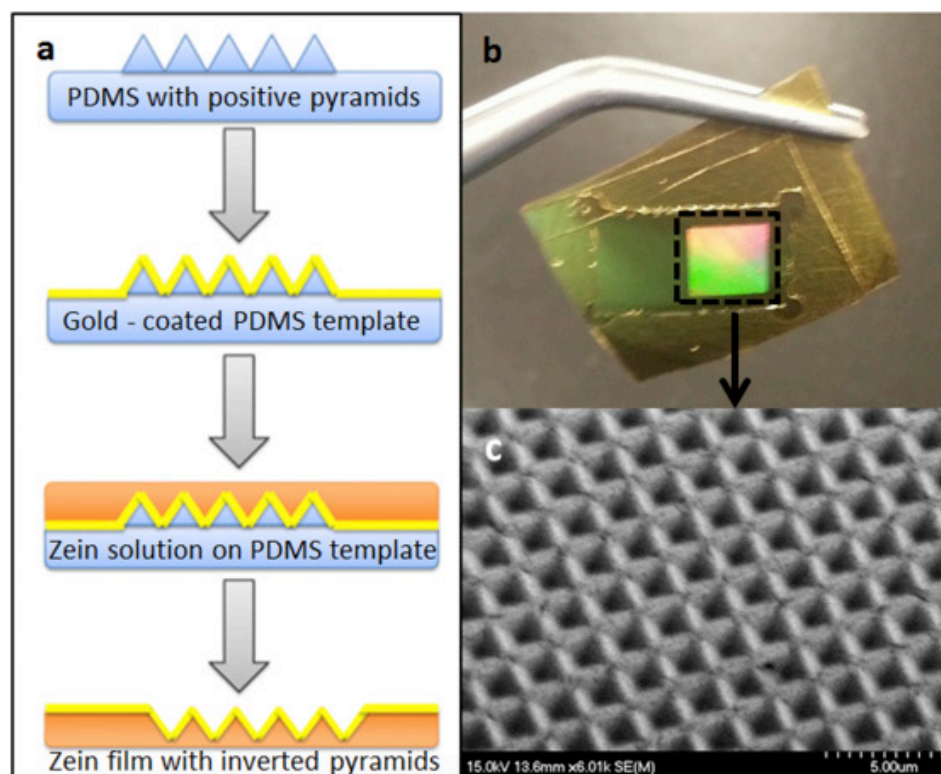 a
PDMS with positive pyramids
Gold - coated PDMS template
Zein solution on PDMS template
Zein film with inverted pyramids
b
c
15.0kV 13.6mm x6.01k SE(M)
5.00um